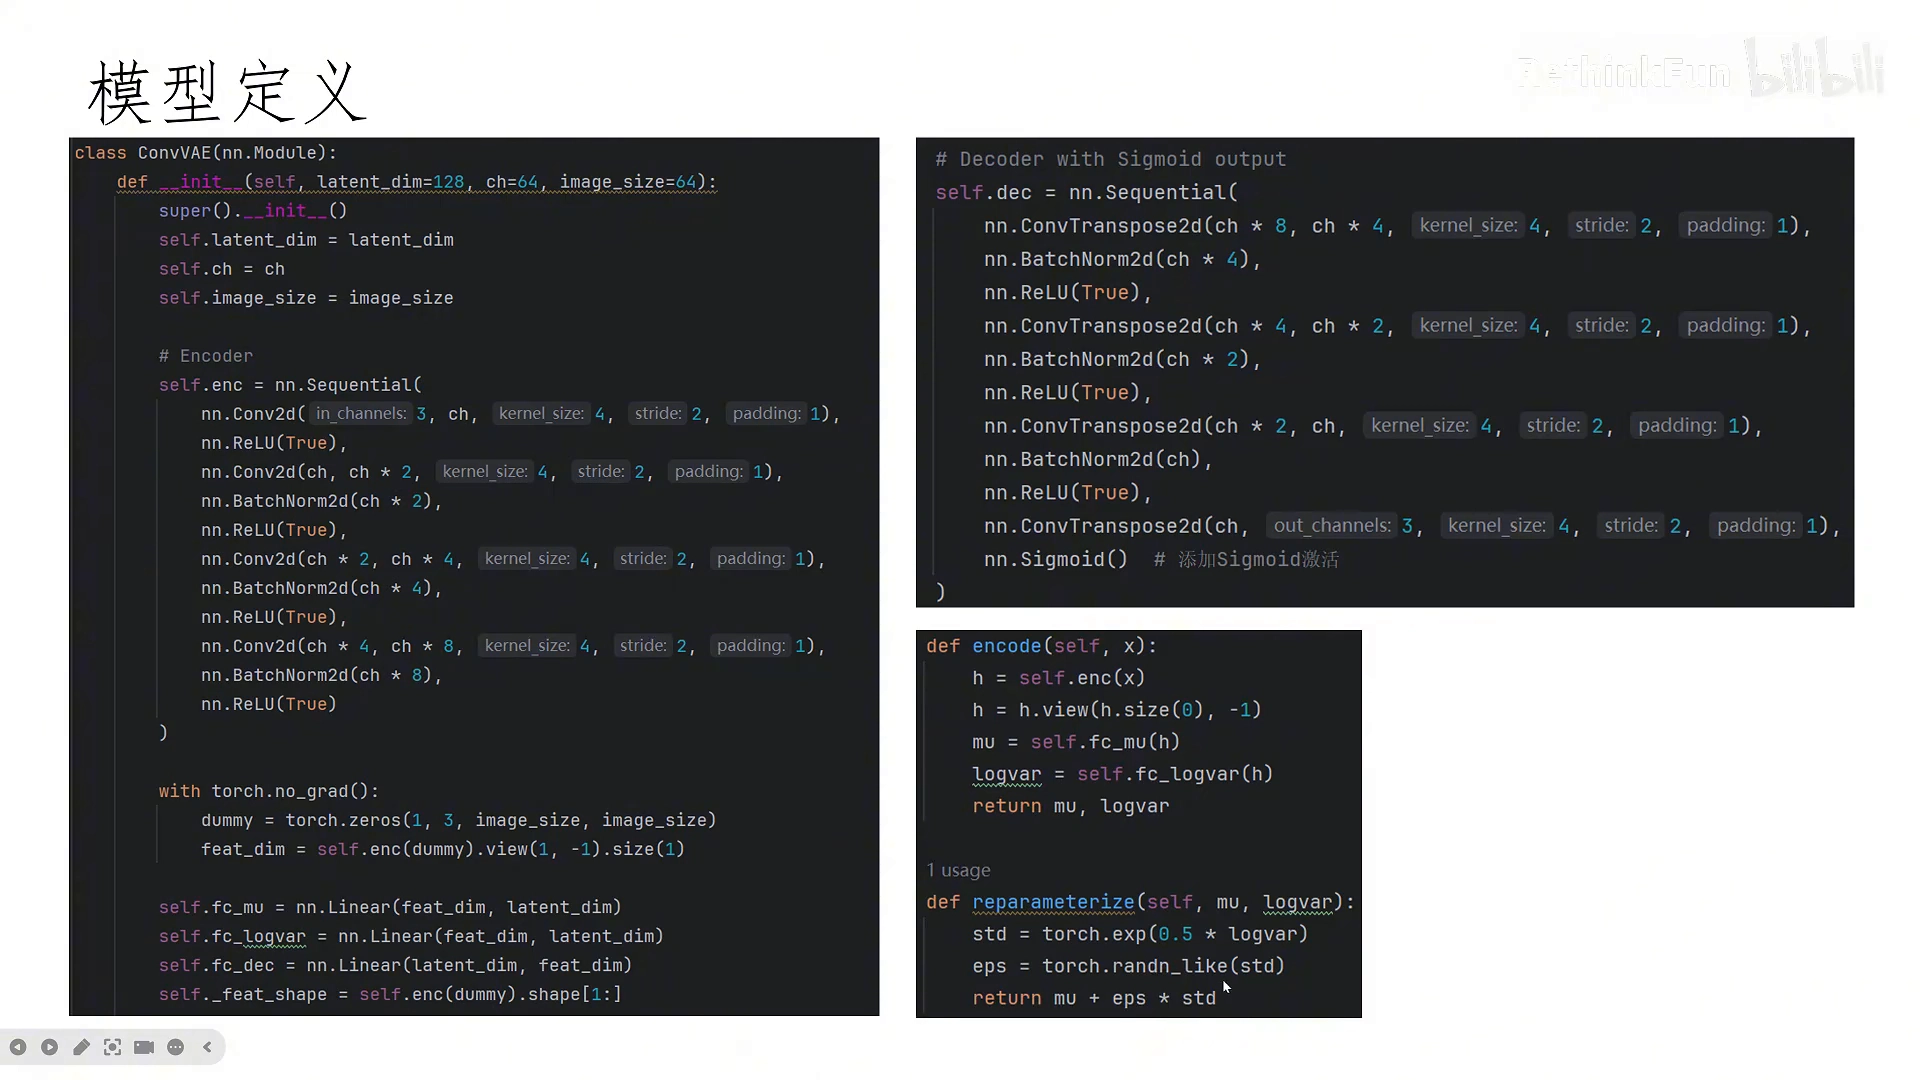 模型定义
RethinkFun bilibili
class ConvVAE(nn.Module):
def __init__(self, latent_dim=128, ch=64, image_size=64):
super().__init__()
self.latent_dim = latent_dim
self.ch = ch
self.image_size = image_size
# Encoder
self.enc = nn.Sequential(
nn.Conv2d( in_channels: 3, ch, kernel_size: 4, stride: 2, padding: 1),
nn.ReLU(True),
nn.Conv2d(ch, ch * 2, kernel_size: 4, stride: 2, padding: 1),
nn.BatchNorm2d(ch * 2),
nn.ReLU(True),
nn.Conv2d(ch * 2, ch * 4, kernel_size: 4, stride: 2, padding: 1),
nn.BatchNorm2d(ch * 4),
nn.ReLU(True),
nn.Conv2d(ch * 4, ch * 8, kernel_size: 4, stride: 2, padding: 1),
nn.BatchNorm2d(ch * 8),
nn.ReLU(True)
)
with torch.no_grad():
dummy = torch.zeros(1, 3, image_size, image_size)
feat_dim = self.enc(dummy).view(1, -1).size(1)
self.fc_mu = nn.Linear(feat_dim, latent_dim)
self.fc_logvar = nn.Linear(feat_dim, latent_dim)
self.fc_dec = nn.Linear(latent_dim, feat_dim)
self._feat_shape = self.enc(dummy).shape[1:]
# Decoder with Sigmoid output
self.dec = nn.Sequential(
nn.ConvTranspose2d(ch * 8, ch * 4, kernel_size: 4, stride: 2, padding: 1),
nn.BatchNorm2d(ch * 4),
nn.ReLU(True),
nn.ConvTranspose2d(ch * 4, ch * 2, kernel_size: 4, stride: 2, padding: 1),
nn.BatchNorm2d(ch * 2),
nn.ReLU(True),
nn.ConvTranspose2d(ch * 2, ch, kernel_size: 4, stride: 2, padding: 1),
nn.BatchNorm2d(ch),
nn.ReLU(True),
nn.ConvTranspose2d(ch, out_channels: 3, kernel_size: 4, stride: 2, padding: 1),
nn.Sigmoid() # 添加Sigmoid激活
)
def encode(self, x):
h = self.enc(x)
h = h.view(h.size(0), -1)
mu = self.fc_mu(h)
logvar = self.fc_logvar(h)
return mu, logvar
1 usage
def reparameterize(self, mu, logvar):
std = torch.exp(0.5 * logvar)
eps = torch.randn_like(std)
return mu + eps * std